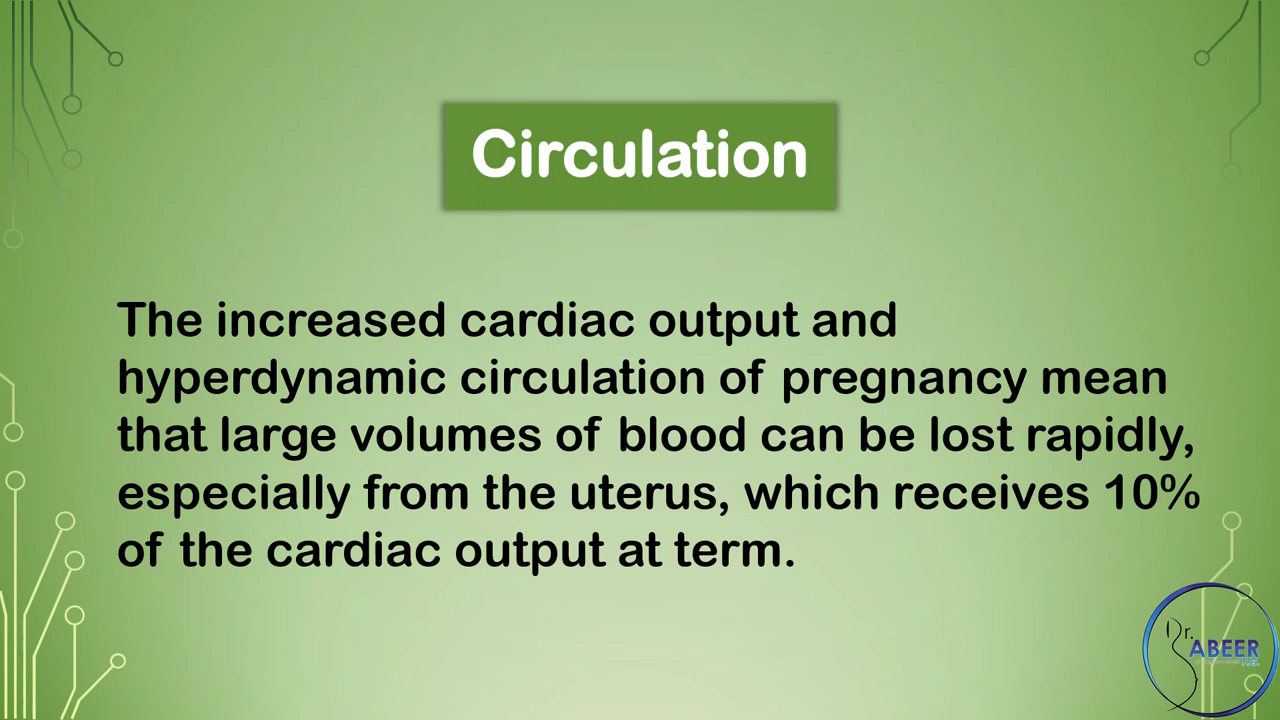 Circulation
The increased cardiac output and
hyperdynamic circulation of pregnancy mean
that large volumes of blood can be lost rapidly,
especially from the uterus, which receives 10%
of the cardiac output at term.
Dr.
ABEER